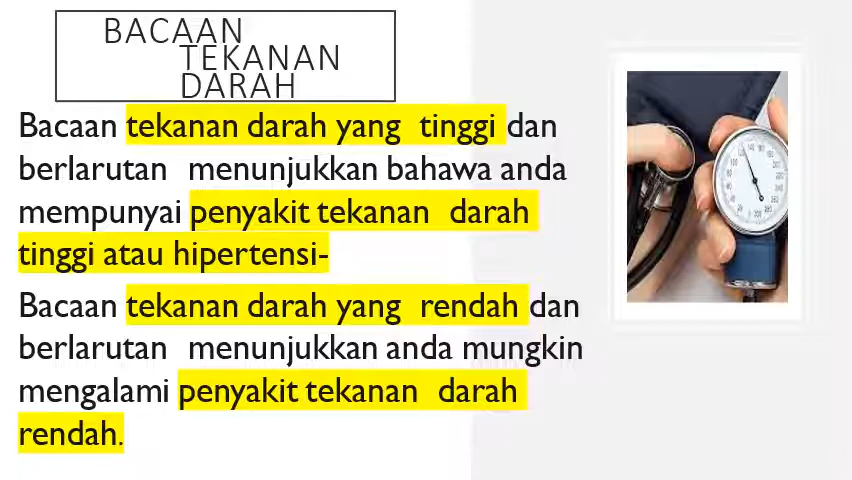 BACAAN
TEKANAN
DARAH
Bacaan tekanan darah yang tinggi dan
berlarutan menunjukkan bahawa anda
mempunyai penyakit tekanan darah
tinggi atau hipertensi-
Bacaan tekanan darah yang rendah dan
berlarutan menunjukkan anda mungkin
mengalami penyakit tekanan darah
rendah.